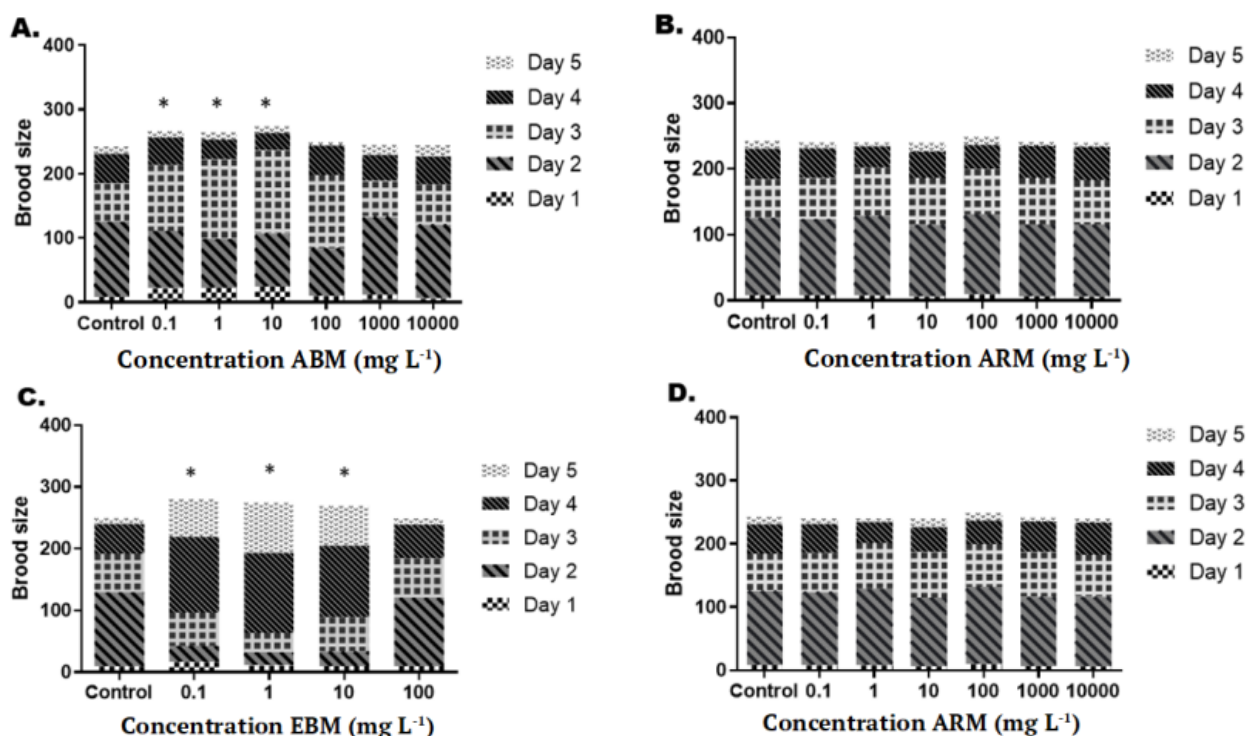 A.
400
300
200
100
0
Brood size
* * *
Day 5
Day 4
Day 3
Day 2
Day 1
Control 0.1 1 10 100 1000 10000
Concentration ABM (mg L⁻¹)
B.
400
300
200
100
0
Brood size
Day 5
Day 4
Day 3
Day 2
Day 1
Control 0.1 1 10 100 1000 10000
Concentration ARM (mg L⁻¹)
C.
400
200
100
0
300
Brood size
* * *
Day 5
Day 4
Day 3
Day 2
Day 1
Control 0.1 1 10 100
Concentration EBM (mg L⁻¹)
D.
400
300
200
100
0
Brood size
Day 5
Day 4
Day 3
Day 2
Day 1
Control 0.1 1 10 100 1000 10000
Concentration ARM (mg L⁻¹)